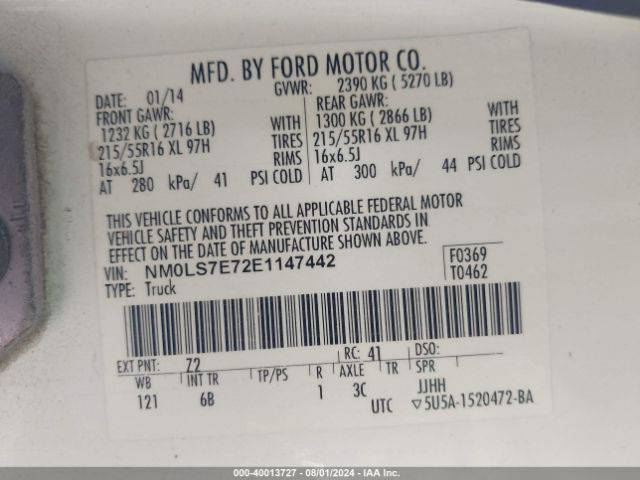 MFD. BY FORD MOTOR CO.
DATE: 01/14 GVWR: 2390 KG ( 5270 LB)
FRONT GAWR: REAR GAWR:
1232 KG ( 2716 LB) WITH 1300 KG ( 2866 LB) WITH
215/55R16 XL 97H TIRES 215/55R16 XL 97H TIRES
16x6.5J RIMS 16x6.5J RIMS
AT 280 kPa/ 41 PSI COLD AT 300 kPa/ 44 PSI COLD
THIS VEHICLE CONFORMS TO ALL APPLICABLE FEDERAL MOTOR
VEHICLE SAFETY AND THEFT PREVENTION STANDARDS IN
EFFECT ON THE DATE OF MANUFACTURE SHOWN ABOVE.
VIN: NM0LS7E72E1147442 F0369
TYPE: Truck T0462
EXT PNT: Z2 RC: 41 DSO:
WB INT TR TP/PS R AXLE TR SPR
121 6B 1 3C JJHH
UTC ▽5U5A-1520472-BA
000-40013727 - 08/01/2024 - IAA Inc.